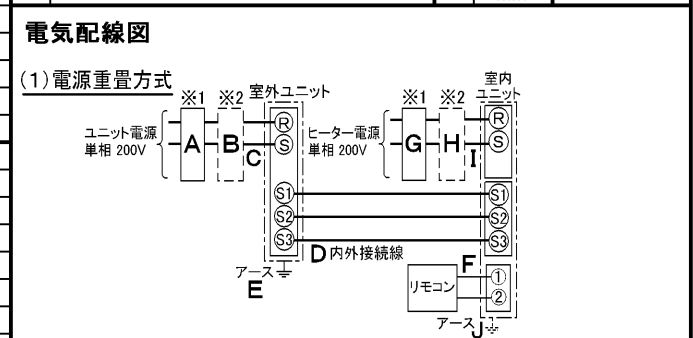 電気配線図
(1)電源重畳方式
※1 ※2 室外ユニット
※1 ※2
室内
ユニット
ユニット電源
単相 200V
A B C
R
S
ヒーター電源
単相 200V
G H I
R
S
S1
S2
S3
S1
S2
S3
D 内外接続線
アース
E
リモコン
F
1
2
アース J